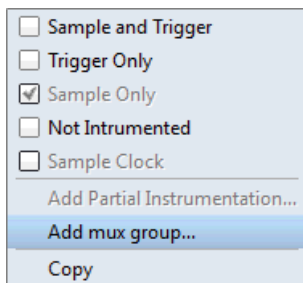 Sample and Trigger
Trigger Only
Sample Only
Not Intrumented
Sample Clock
Add Partial Instrumentation...
Add mux group...
Copy